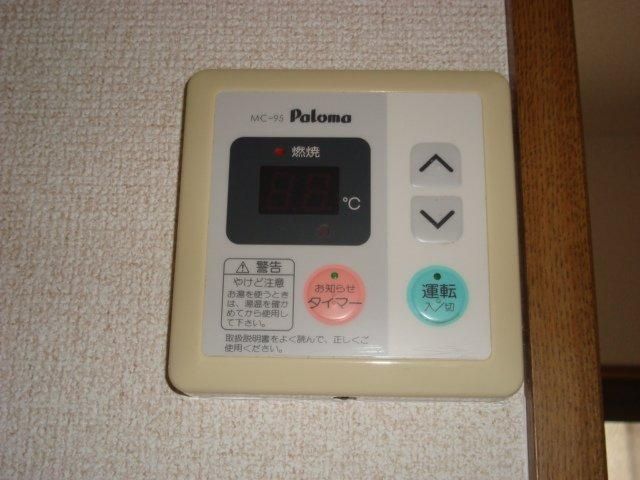 MC-95 Paloma
燃焼
℃
警告
やけど注意
お湯を使うとき
は、湯温を確か
めてから使用し
て下さい。
お知らせ
タイマー
運転
入/切
取扱説明書をよく読んで、正しくご
使用ください。